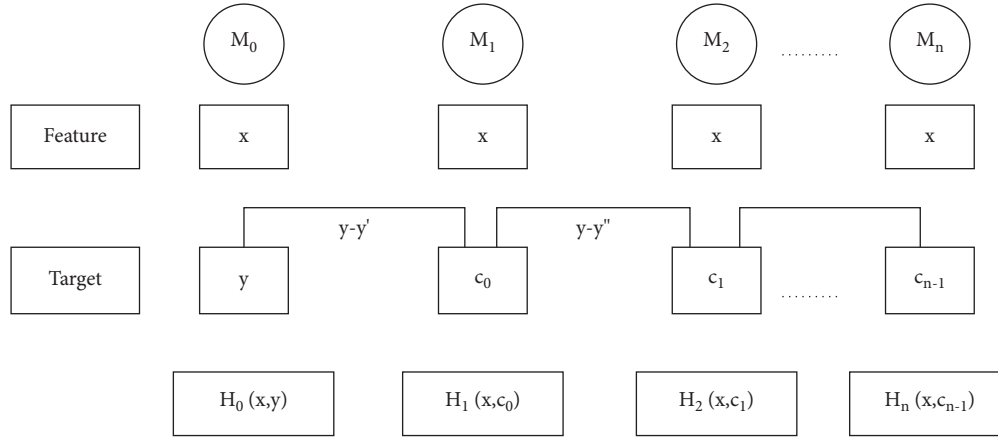 M₀ M₁ M₂ ......... Mₙ
Feature x x x x
y-y' y-y"
Target y c₀ c₁ ......... cₙ₋₁
H₀ (x,y) H₁ (x,c₀) H₂ (x,c₁) Hₙ (x,cₙ₋₁)